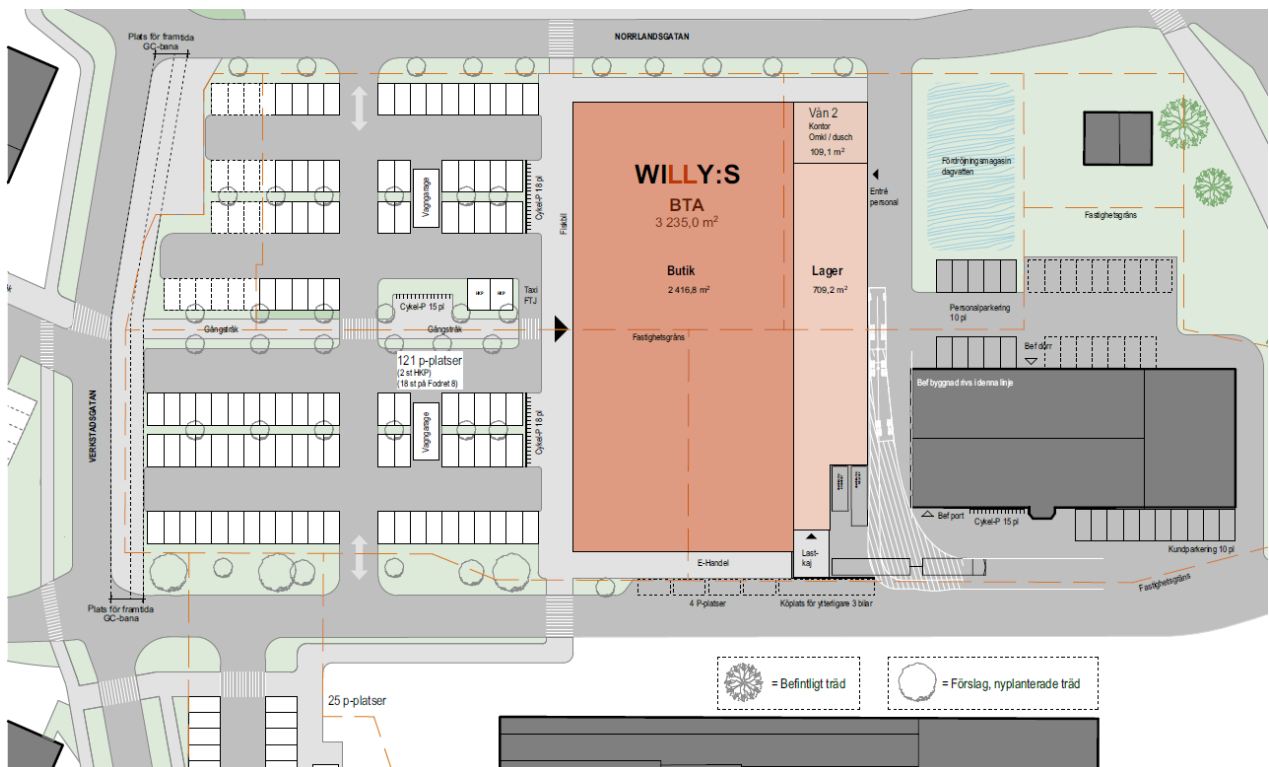 NORRLANDSGATAN
Plats för framtida
GC-bana
Vån 2
Kontor
Omkl / dusch
109,1 m²
WILLY:S
BTA
3 235,0 m²
Vagngarage
Cykel-P 18 pl
Fiskbil
Entré
personal
Fördröjningsmagasin
dagvatten
Fastighetsgräns
Butik
2 416,8 m²
Lager
709,2 m²
HKP
HKP
Taxi
FTJ
Cykel-P 15 pl
Personalparkering
10 pl
Gångstråk
Gångstråk
Fastighetsgräns
Bef dörr
121 p-platser
(2 st HKP)
(18 st på Fodret 8)
Bef byggnad rivs i denna linje
VERKSTADSGATAN
Vagngarage
Cykel-P 18 pl
Bef port
Cykel-P 15 pl
Kundparkering 10 pl
E-Handel
Last-
kaj
Fastighetsgräns
4 P-platser
Köplats för ytterligare 3 bilar
Plats för framtida
GC-bana
25 p-platser
= Befintligt träd
= Förslag, nyplanterade träd